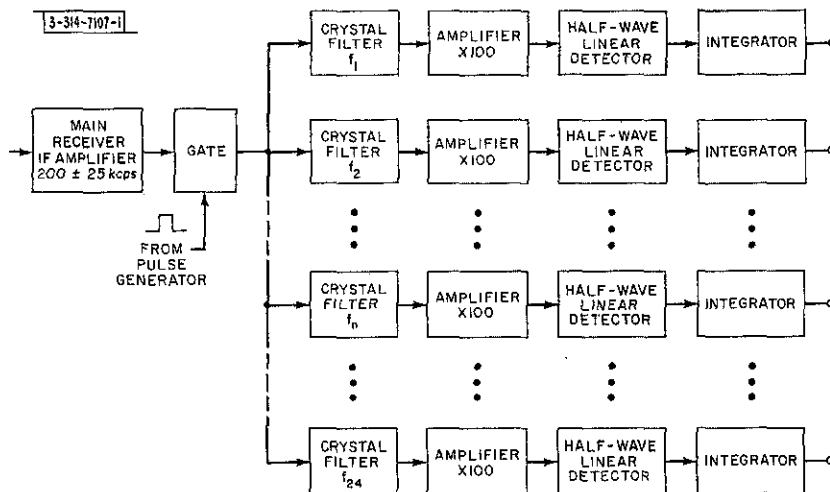 3-314-7107-1
MAIN
RECEIVER
IF AMPLIFIER
200 ± 25 kcps
GATE
FROM
PULSE
GENERATOR
CRYSTAL
FILTER
f1
AMPLIFIER
X100
HALF-WAVE
LINEAR
DETECTOR
INTEGRATOR
CRYSTAL
FILTER
f2
AMPLIFIER
X100
HALF-WAVE
LINEAR
DETECTOR
INTEGRATOR
CRYSTAL
FILTER
fn
AMPLIFIER
X100
HALF-WAVE
LINEAR
DETECTOR
INTEGRATOR
CRYSTAL
FILTER
f24
AMPLIFIER
X100
HALF-WAVE
LINEAR
DETECTOR
INTEGRATOR